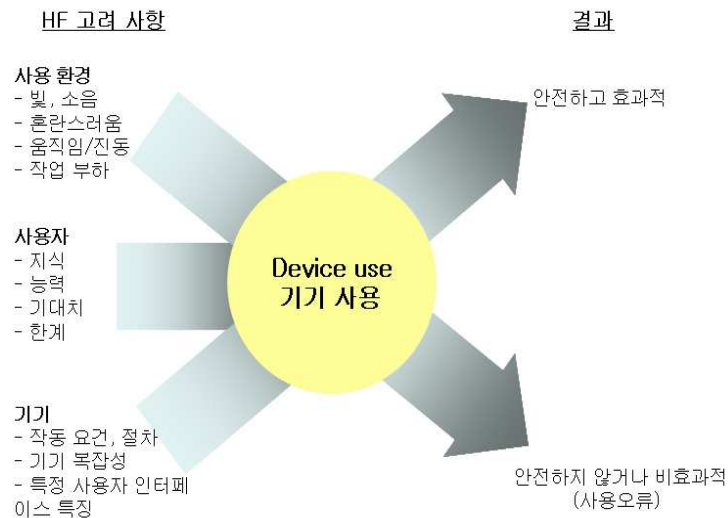 HF 고려 사항
사용 환경
- 빛, 소음
- 혼란스러움
- 움직임/진동
- 작업 부하
사용자
- 지식
- 능력
- 기대치
- 한계
기기
- 작동 요건, 절차
- 기기 복잡성
- 특정 사용자 인터페
이스 특징
Device use
기기 사용
결과
안전하고 효과적
안전하지 않거나 비효과적
(사용오류)